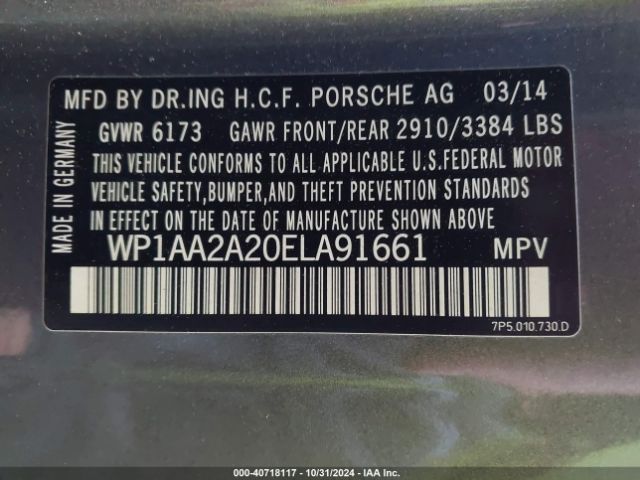 MADE IN GERMANY
MFD BY DR.ING H.C.F. PORSCHE AG 03/14
GVWR 6173 GAWR FRONT/REAR 2910/3384 LBS
THIS VEHICLE CONFORMS TO ALL APPLICABLE U.S.FEDERAL MOTOR
VEHICLE SAFETY,BUMPER,AND THEFT PREVENTION STANDARDS
IN EFFECT ON THE DATE OF MANUFACTURE SHOWN ABOVE
WP1AA2A20ELA91661 MPV
7P5.010.730.D
000-40718117 - 10/31/2024 - IAA Inc.